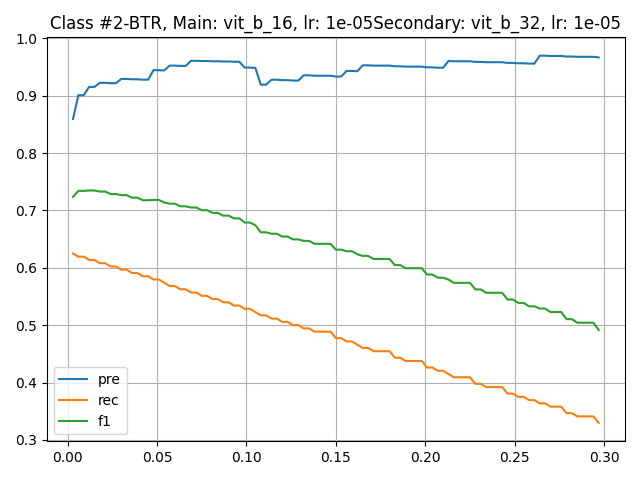 Class #2-BTR, Main: vit_b_16, lr: 1e-05Secondary: vit_b_32, lr: 1e-05
1.0
0.9
0.8
0.7
0.6
0.5
0.4
0.3
pre
rec
f1
0.00 0.05 0.10 0.15 0.20 0.25 0.30